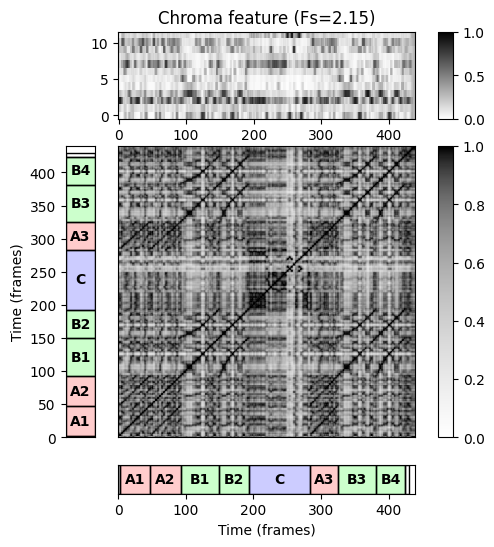 Chroma feature (Fs=2.15)
10
5
0
0 100 200 300 400
1.0
0.5
0.0
Time (frames)
400
350
300
250
200
150
100
50
0
B4
B3
A3
C
B2
B1
A2
A1
1.0
0.8
0.6
0.4
0.2
0.0
A1 A2 B1 B2 C A3 B3 B4
0 100 200 300 400
Time (frames)